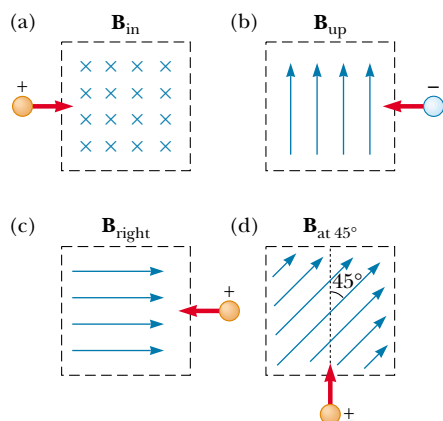 (a) B_in
+
(b) B_up
−
(c) B_right
+
(d) B_at 45°
45°
+